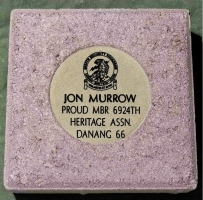 JON MURROW
PROUD MBR 6924TH
HERITAGE ASSN.
DANANG 66